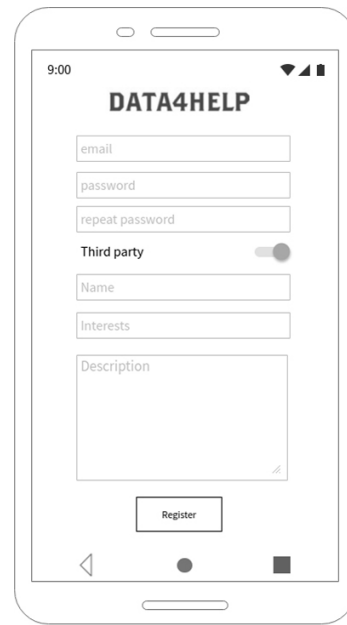 9:00
DATA4HELP
email
password
repeat password
Third party
Name
Interests
Description
Register